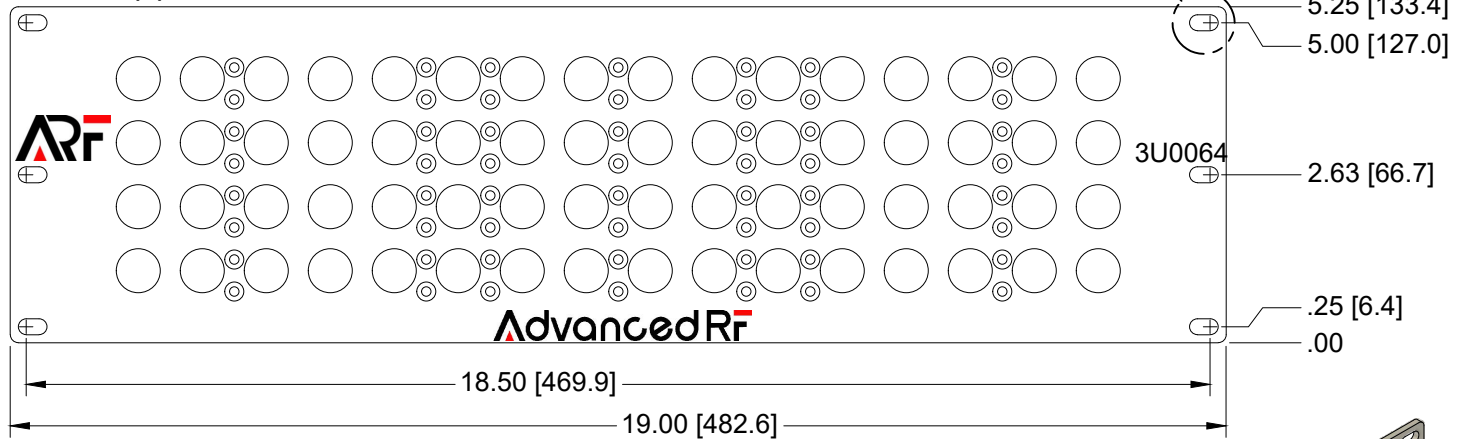 5.25 [133.4]
5.00 [127.0]
ARF
3U0064
2.63 [66.7]
.25 [6.4]
AdvancedRF
.00
18.50 [469.9]
19.00 [482.6]